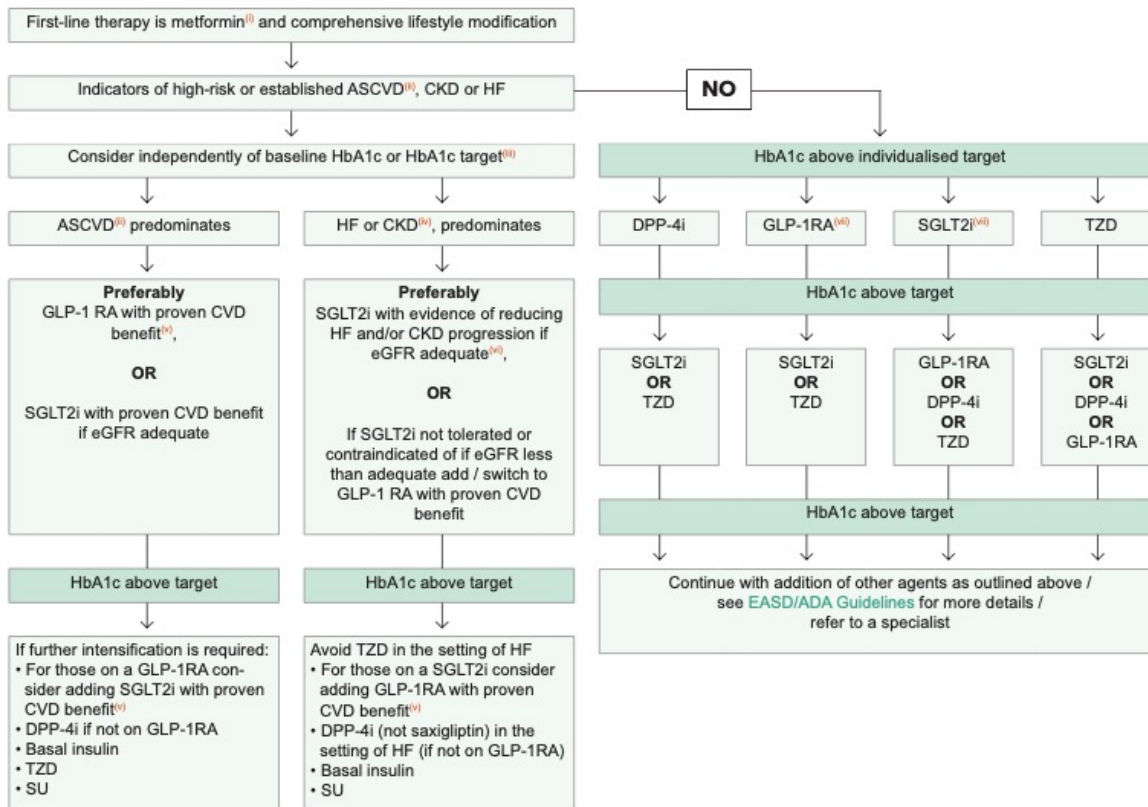 First-line therapy is metformin(i) and comprehensive lifestyle modification
Indicators of high-risk or established ASCVD(ii), CKD or HF
NO
Consider independently of baseline HbA1c or HbA1c target(iii)
ASCVD(ii) predominates
HF or CKD(iv), predominates
Preferably
GLP-1 RA with proven CVD
benefit(v),
OR
SGLT2i with proven CVD benefit
if eGFR adequate
Preferably
SGLT2i with evidence of reducing
HF and/or CKD progression if
eGFR adequate(vi),
OR
If SGLT2i not tolerated or
contraindicated of if eGFR less
than adequate add / switch to
GLP-1 RA with proven CVD
benefit
HbA1c above target
HbA1c above target
If further intensification is required:
• For those on a GLP-1RA con-
sider adding SGLT2i with proven
CVD benefit(v)
• DPP-4i if not on GLP-1RA
• Basal insulin
• TZD
• SU
Avoid TZD in the setting of HF
• For those on a SGLT2i consider
adding GLP-1RA with proven
CVD benefit(v)
• DPP-4i (not saxigliptin) in the
setting of HF (if not on GLP-1RA)
• Basal insulin
• SU
HbA1c above individualised target
DPP-4i
GLP-1RA(vii)
SGLT2i(vii)
TZD
HbA1c above target
SGLT2i
OR
TZD
SGLT2i
OR
TZD
GLP-1RA
OR
DPP-4i
OR
TZD
SGLT2i
OR
DPP-4i
OR
GLP-1RA
HbA1c above target
Continue with addition of other agents as outlined above /
see EASD/ADA Guidelines for more details /
refer to a specialist